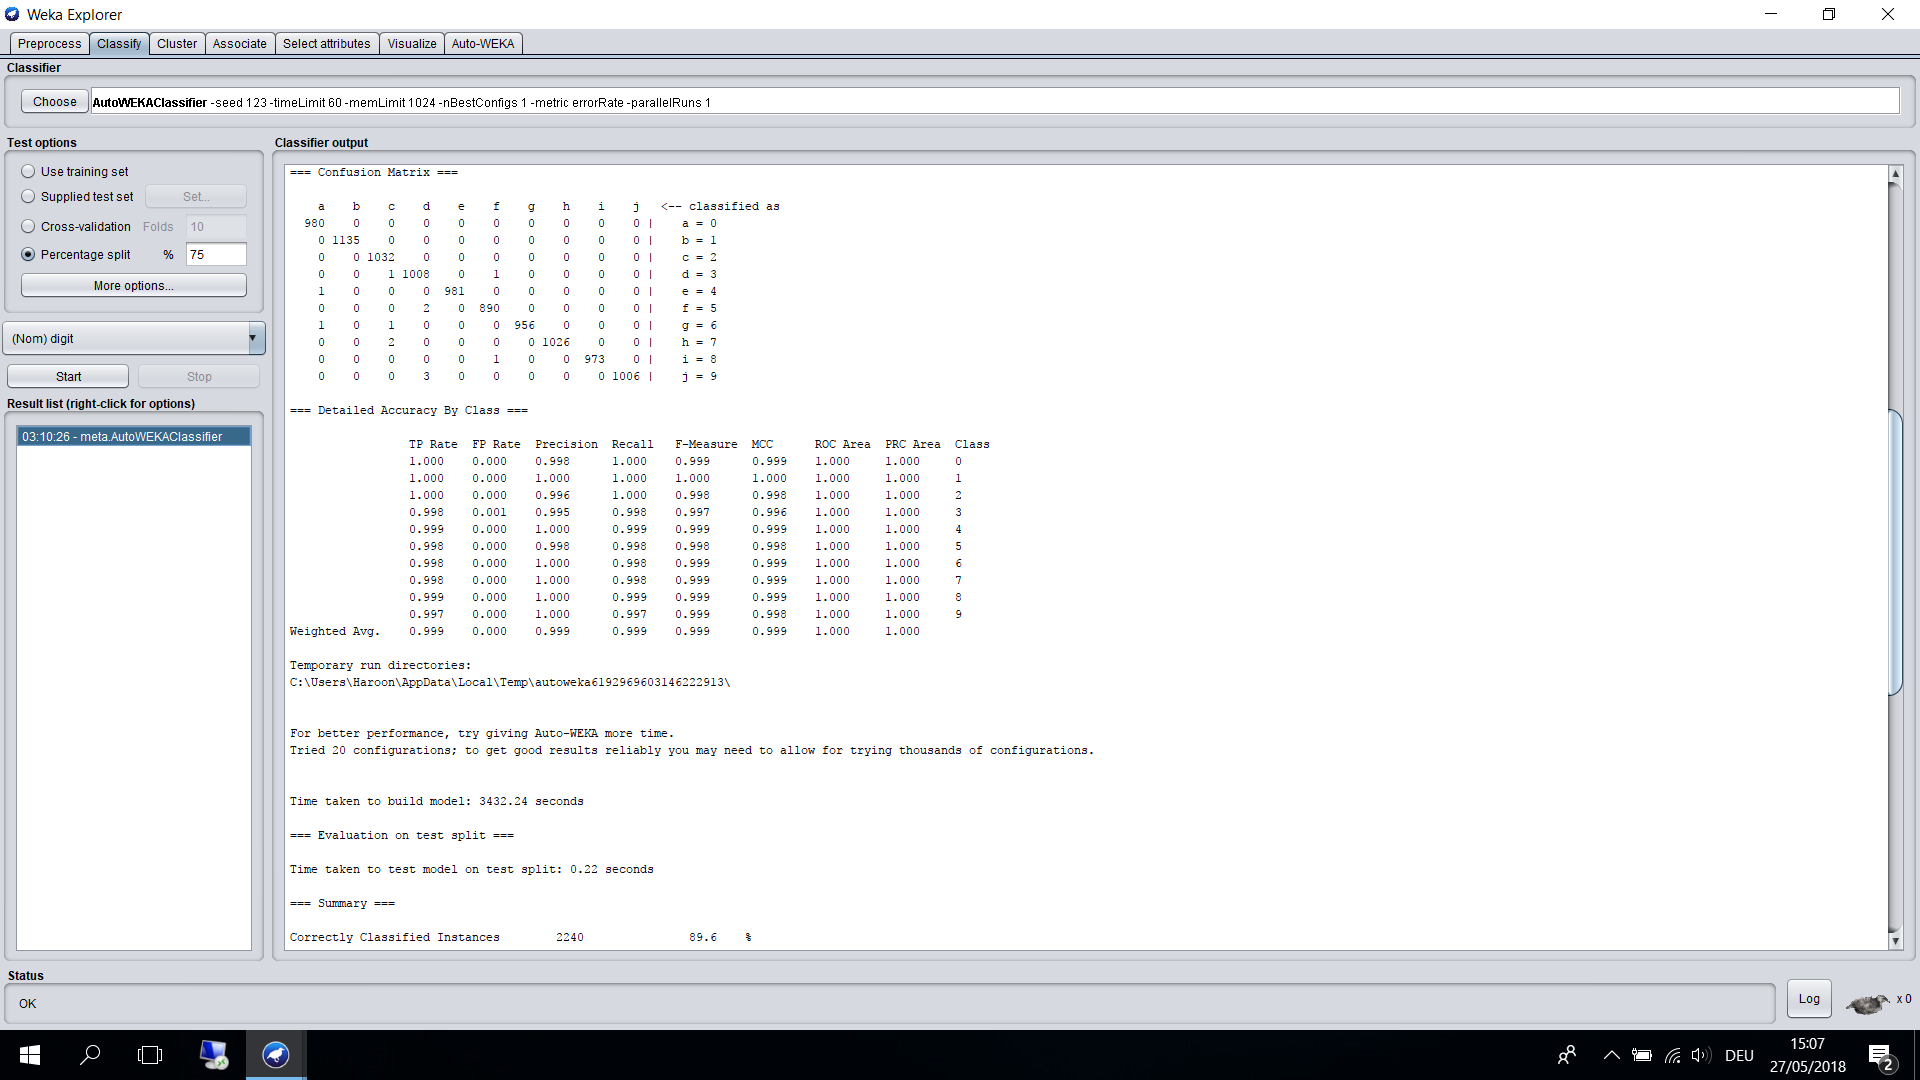 Weka Explorer
Preprocess Classify Cluster Associate Select attributes Visualize Auto-WEKA
Classifier
Choose AutoWEKAClassifier -seed 123 -timeLimit 60 -memLimit 1024 -nBestConfigs 1 -metric errorRate -parallelRuns 1
Test options
Use training set
Supplied test set Set...
Cross-validation Folds 10
Percentage split % 75
More options...
(Nom) digit
Start Stop
Result list (right-click for options)
03:10:26 - meta.AutoWEKAClassifier
Classifier output
=== Confusion Matrix ===
a b c d e f g h i j <-- classified as
980 0 0 0 0 0 0 0 0 0 | a = 0
0 1135 0 0 0 0 0 0 0 0 | b = 1
0 0 1032 0 0 0 0 0 0 0 | c = 2
0 0 1 1008 0 1 0 0 0 0 | d = 3
1 0 0 0 981 0 0 0 0 0 | e = 4
0 0 0 2 0 890 0 0 0 0 | f = 5
1 0 1 0 0 0 956 0 0 0 | g = 6
0 0 2 0 0 0 0 1026 0 0 | h = 7
0 0 0 0 0 1 0 0 973 0 | i = 8
0 0 0 3 0 0 0 0 0 1006 | j = 9
=== Detailed Accuracy By Class ===
TP Rate FP Rate Precision Recall F-Measure MCC ROC Area PRC Area Class
1.000 0.000 0.998 1.000 0.999 0.999 1.000 1.000 0
1.000 0.000 1.000 1.000 1.000 1.000 1.000 1.000 1
1.000 0.000 0.996 1.000 0.998 0.998 1.000 1.000 2
0.998 0.001 0.995 0.998 0.997 0.996 1.000 1.000 3
0.999 0.000 1.000 0.999 0.999 0.999 1.000 1.000 4
0.998 0.000 0.998 0.998 0.998 0.998 1.000 1.000 5
0.998 0.000 1.000 0.998 0.999 0.999 1.000 1.000 6
0.998 0.000 1.000 0.998 0.999 0.999 1.000 1.000 7
0.999 0.000 1.000 0.999 0.999 0.999 1.000 1.000 8
0.997 0.000 1.000 0.997 0.999 0.998 1.000 1.000 9
Weighted Avg. 0.999 0.000 0.999 0.999 0.999 0.999 1.000 1.000
Temporary run directories:
C:\Users\Haroon\AppData\Local\Temp\autoweka6192969603146222913\
For better performance, try giving Auto-WEKA more time.
Tried 20 configurations; to get good results reliably you may need to allow for trying thousands of configurations.
Time taken to build model: 3432.24 seconds
=== Evaluation on test split ===
Time taken to test model on test split: 0.22 seconds
=== Summary ===
Correctly Classified Instances 2240 89.6 %
Status
OK
Log x 0
DEU
15:07
27/05/2018
2